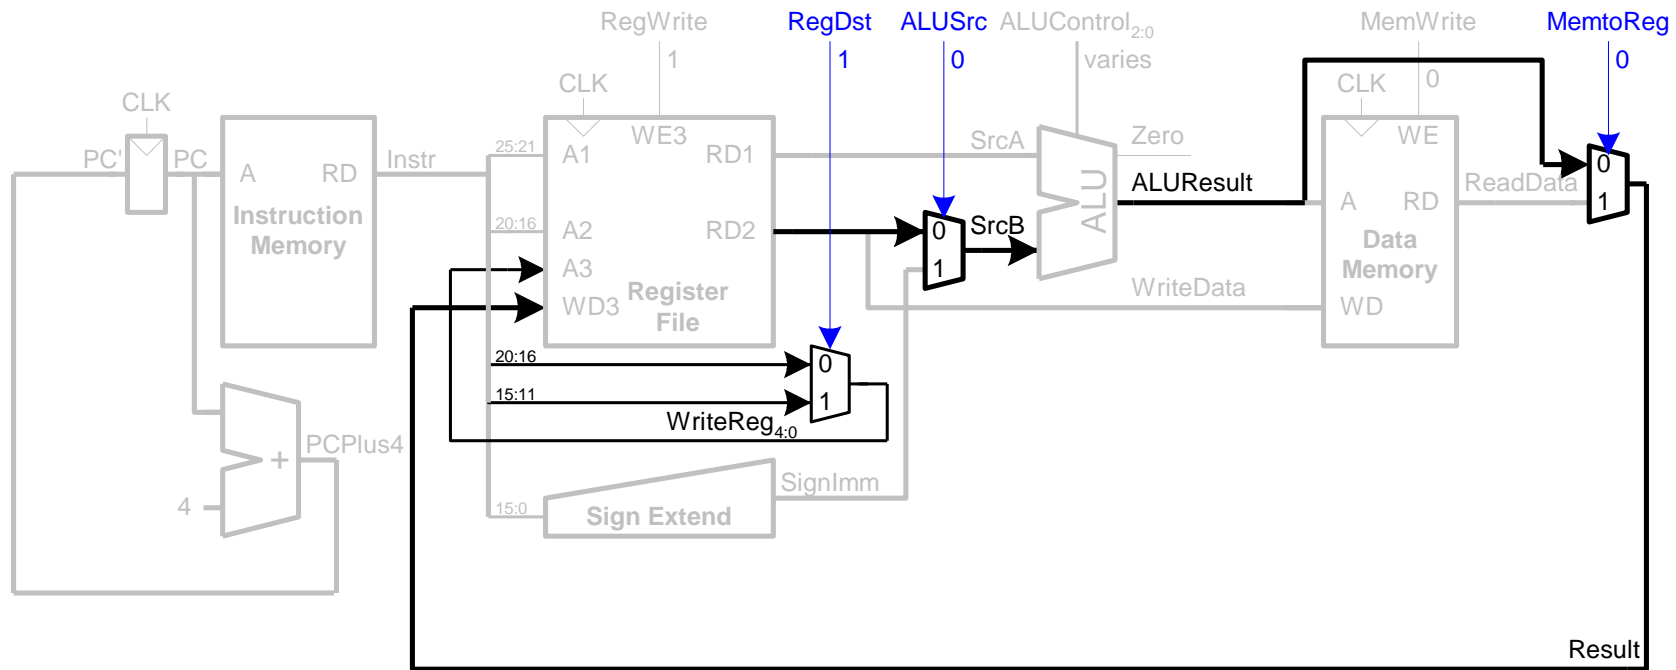 RegWrite RegDst ALUSrc ALUControl2:0 MemWrite MemtoReg
1 1 0 varies 0 0
CLK CLK CLK
PC' PC A RD Instr
Instruction
Memory
25:21 A1 WE3 RD1 SrcA Zero
20:16 A2 RD2 0 SrcB ALU ALUResult A RD ReadData 0
A3 1 WE 1
WD3 Register
File
Data
Memory
WriteData WD
20:16 0
15:11 1
WriteReg4:0
PCPlus4
+
4
SignImm
15:0 Sign Extend
Result